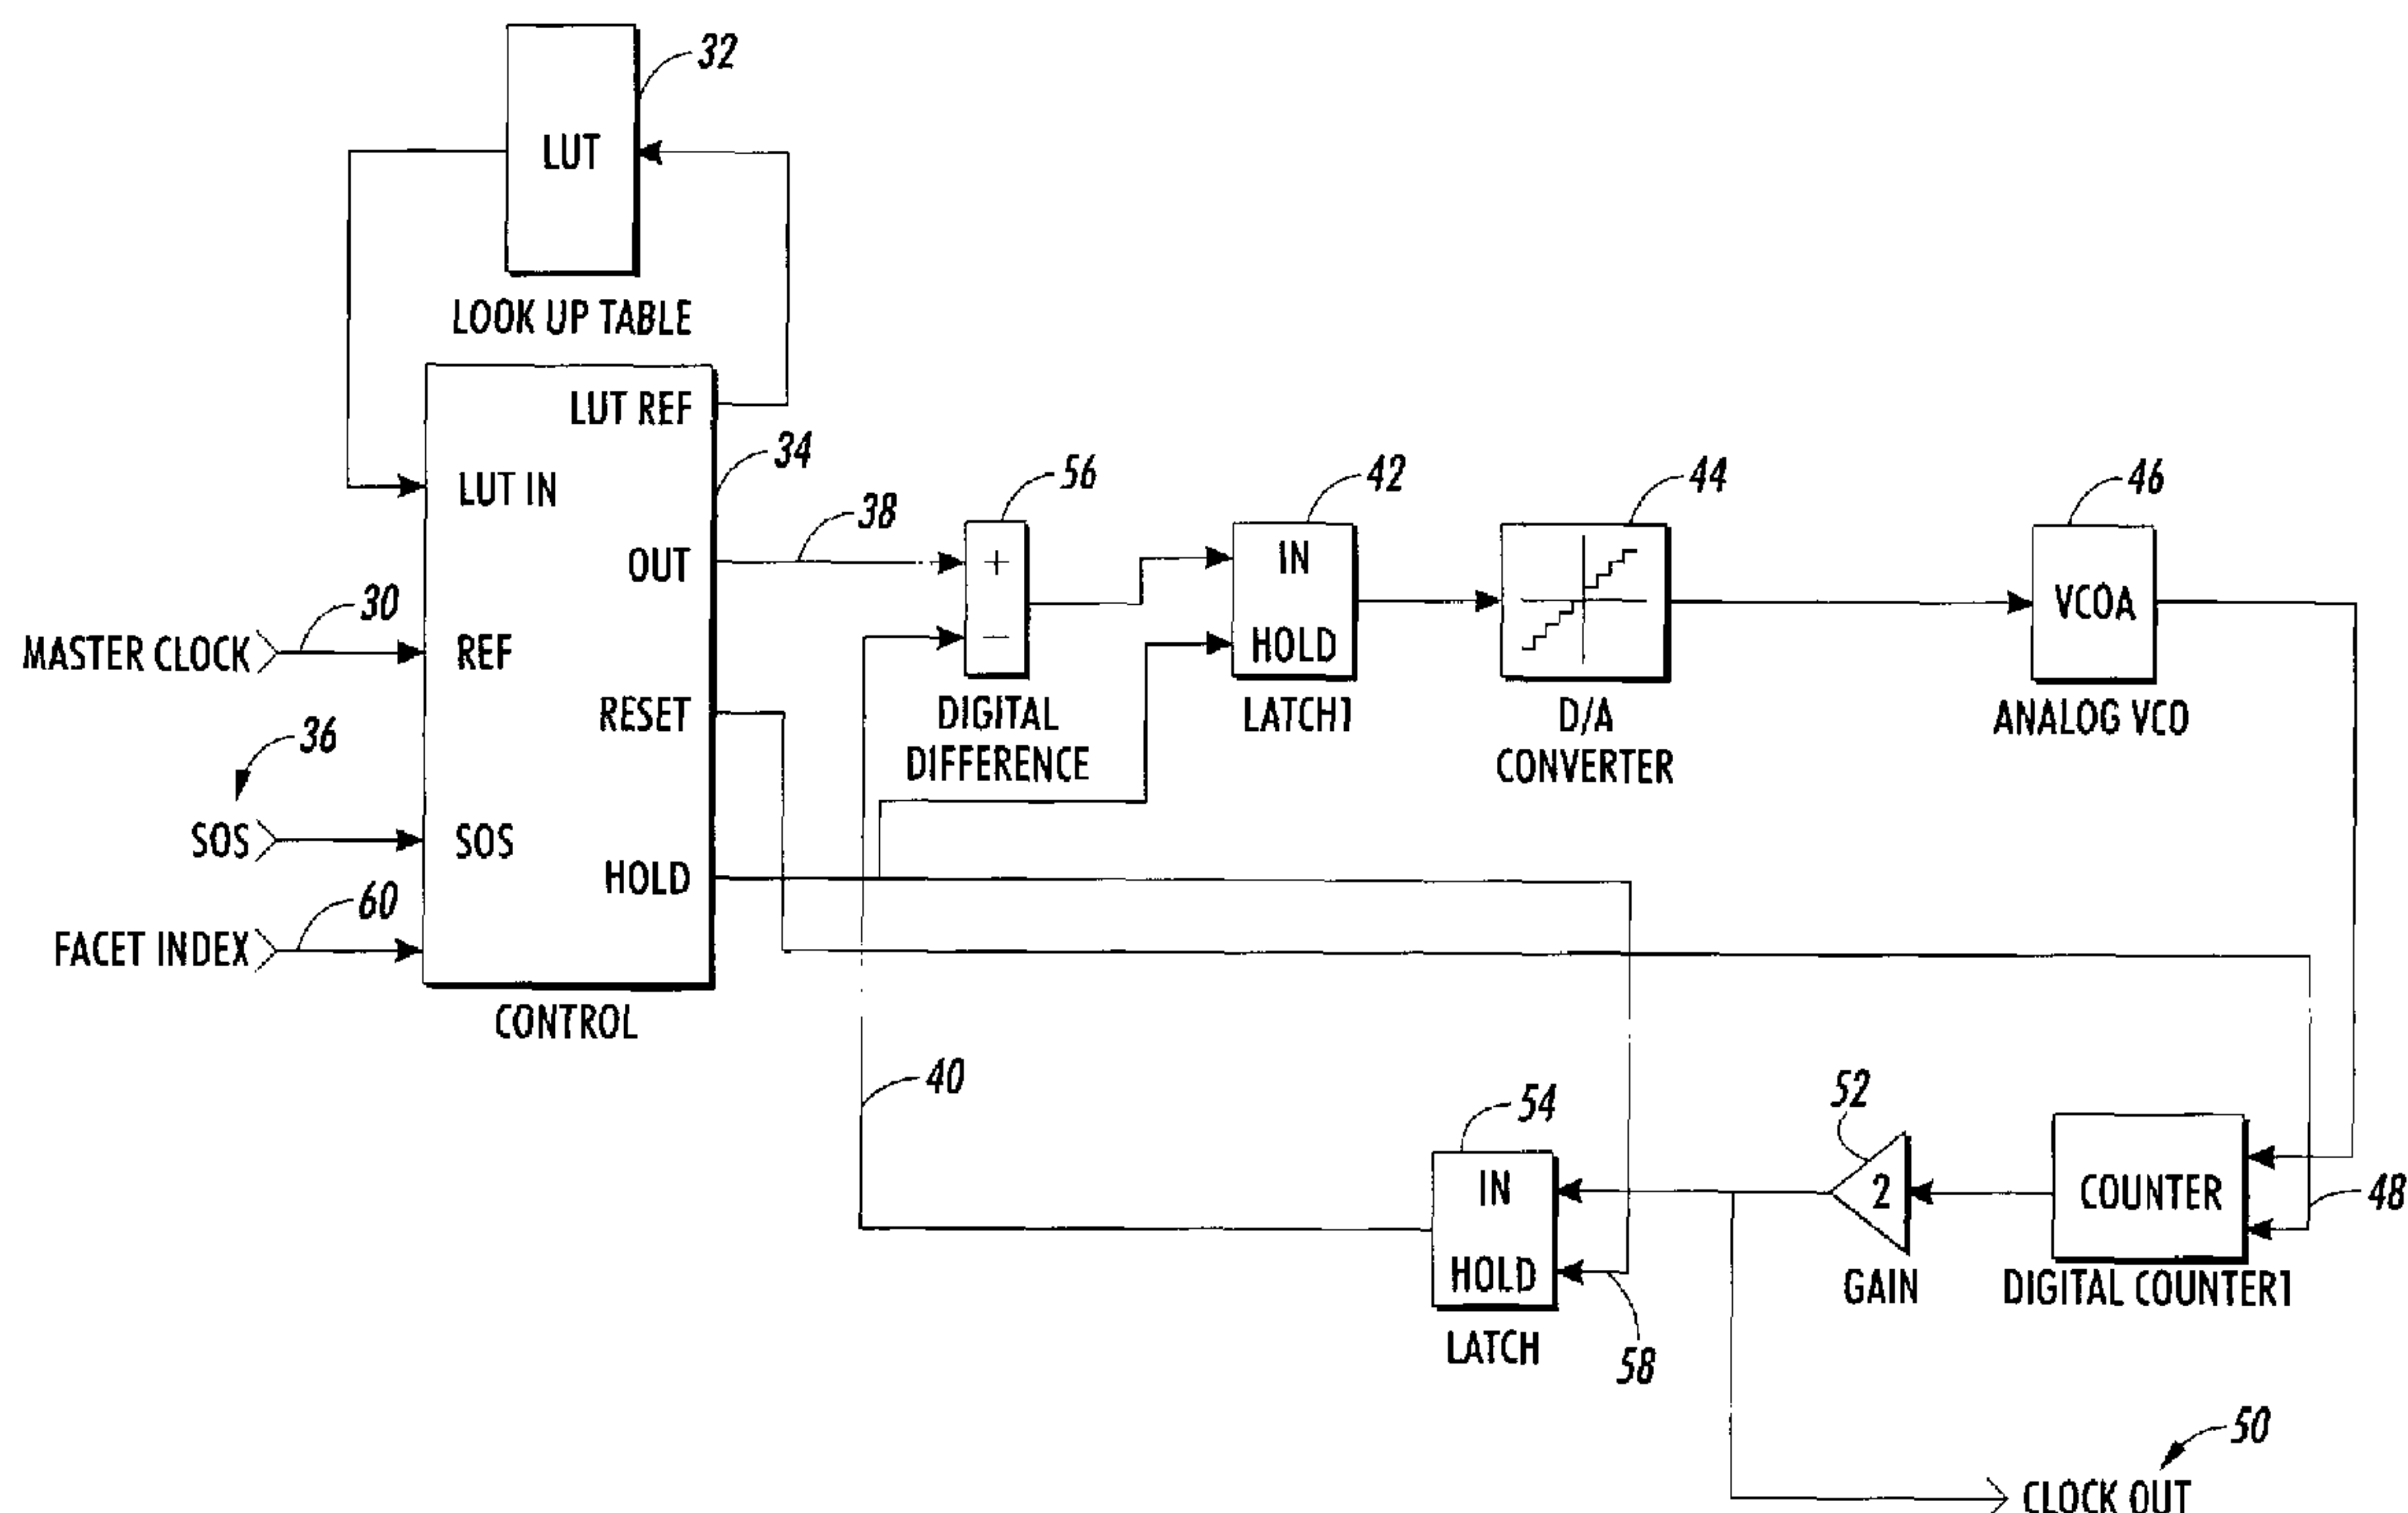 32
LUT
LOOK UP TABLE
LUT REF
34
LUT IN
OUT
38
56
+
−
DIGITAL
DIFFERENCE
42
IN
HOLD
LATCH1
44
D/A
CONVERTER
46
VCOA
ANALOG VCO
30
MASTER CLOCK
REF
RESET
36
SOS
SOS
HOLD
60
FACET INDEX
CONTROL
40
54
IN
HOLD
LATCH
58
52
2
GAIN
COUNTER
48
DIGITAL COUNTER1
50
CLOCK OUT